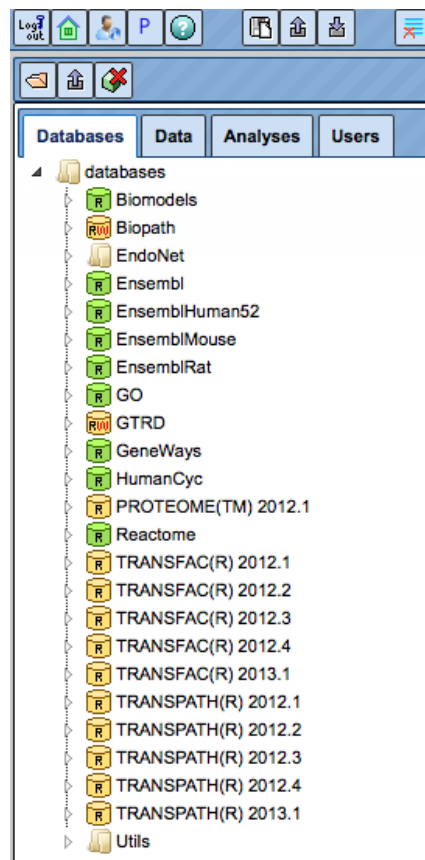 Log out P ?
Databases Data Analyses Users
databases
R Biomodels
RW Biopath
EndoNet
R Ensembl
R EnsemblHuman52
R EnsemblMouse
R EnsemblRat
R GO
RW GTRD
R GeneWays
R HumanCyc
R PROTEOME(TM) 2012.1
R Reactome
R TRANSFAC(R) 2012.1
R TRANSFAC(R) 2012.2
R TRANSFAC(R) 2012.3
R TRANSFAC(R) 2012.4
R TRANSFAC(R) 2013.1
R TRANSPATH(R) 2012.1
R TRANSPATH(R) 2012.2
R TRANSPATH(R) 2012.3
R TRANSPATH(R) 2012.4
R TRANSPATH(R) 2013.1
Utils